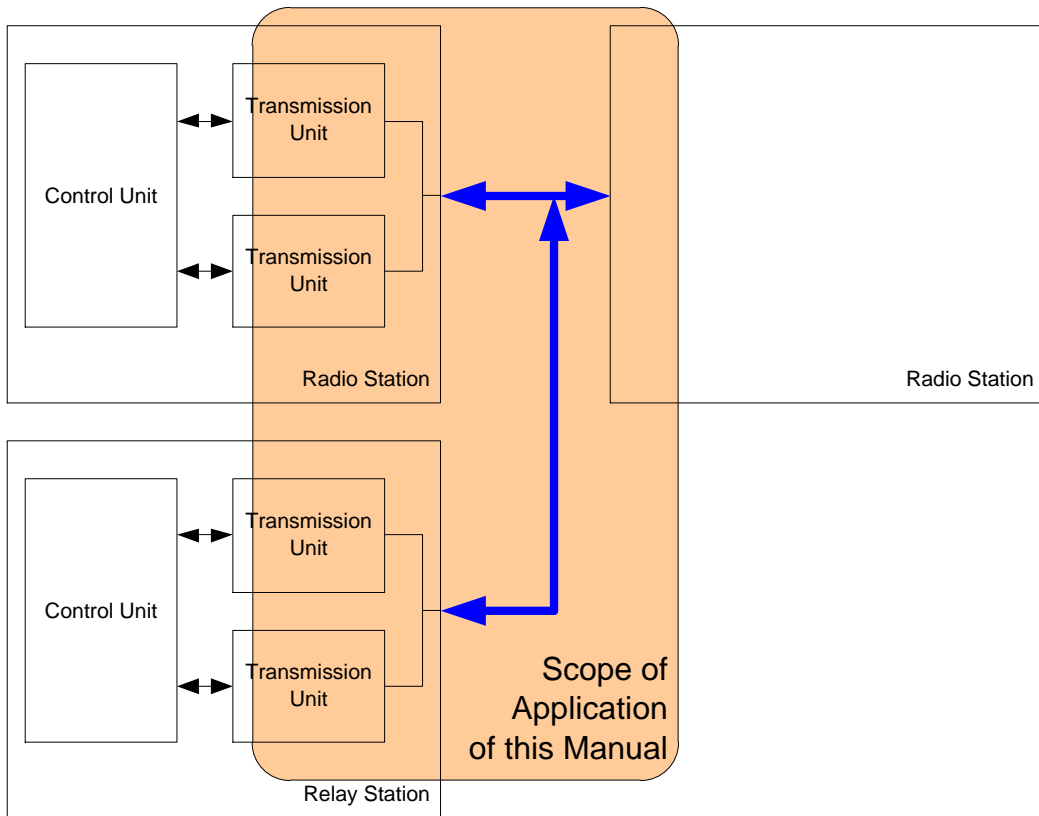 Transmission
Unit
Control Unit
Transmission
Unit
Radio Station
Radio Station
Transmission
Unit
Control Unit
Transmission
Unit
Scope of
Application
of this Manual
Relay Station